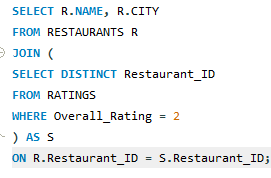 SELECT R.NAME, R.CITY
FROM RESTAURANTS R
JOIN (
SELECT DISTINCT Restaurant_ID
FROM RATINGS
WHERE Overall_Rating = 2
) AS S
ON R.Restaurant_ID = S.Restaurant_ID;